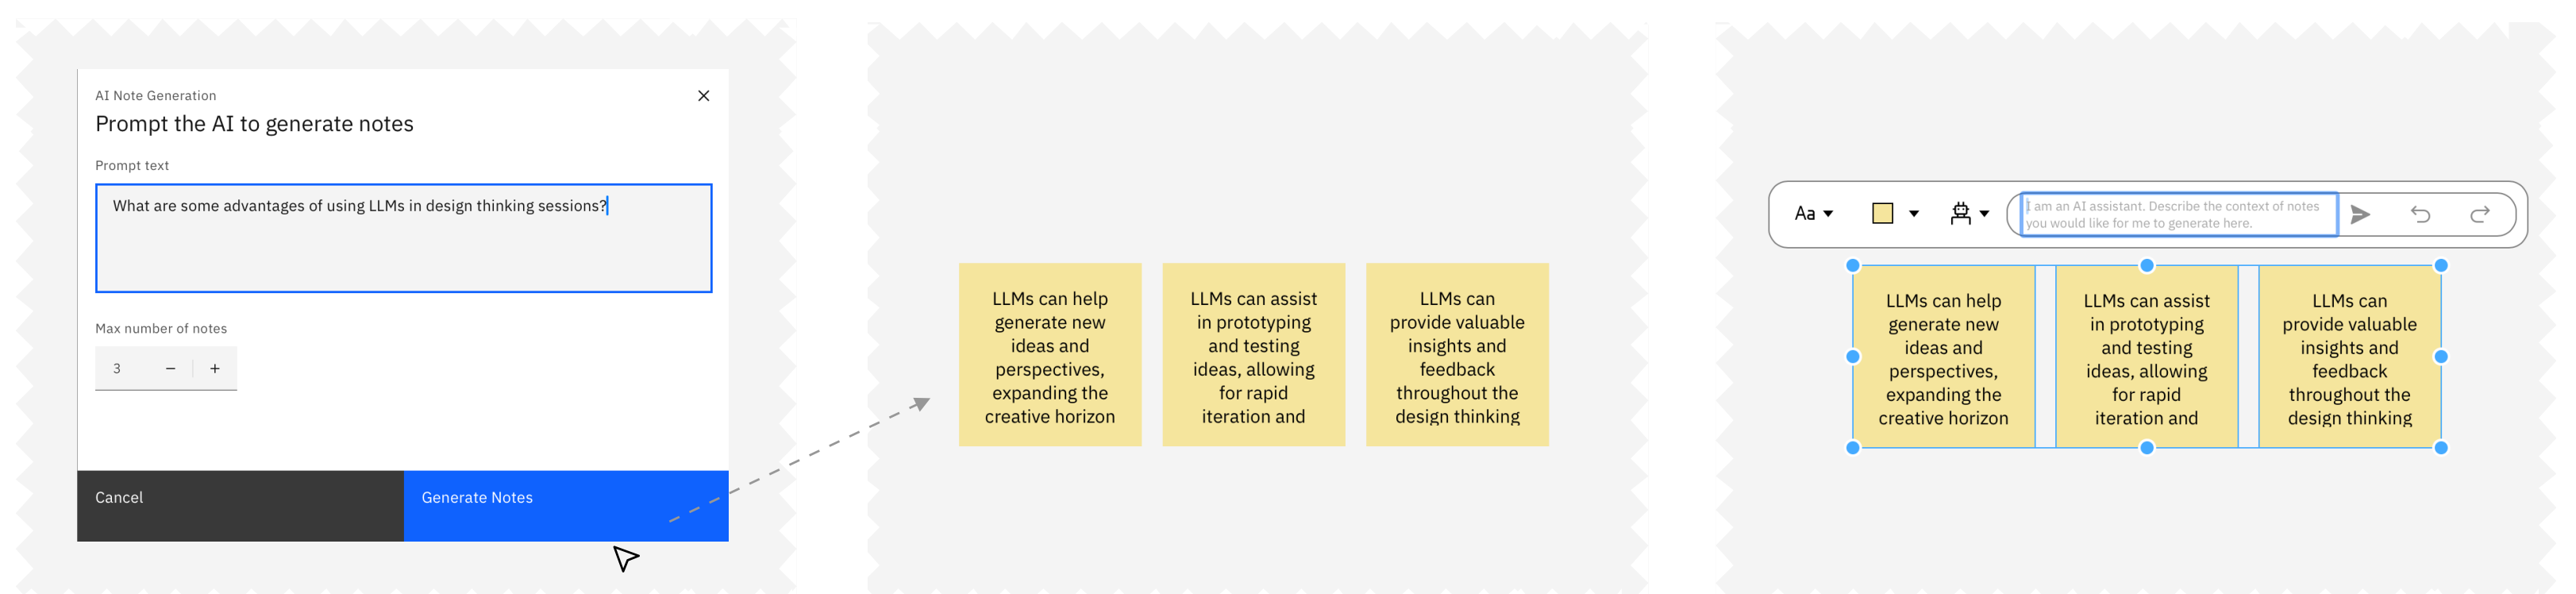 AI Note Generation
Prompt the AI to generate notes
Prompt text
What are some advantages of using LLMs in design thinking sessions?
Max number of notes
3
Cancel
Generate Notes
LLMs can help
generate new
ideas and
perspectives,
expanding the
creative horizon
LLMs can assist
in prototyping
and testing
ideas, allowing
for rapid
iteration and
LLMs can
provide valuable
insights and
feedback
throughout the
design thinking
Aa
I am an AI assistant. Describe the context of notes
you would like for me to generate here.
LLMs can help
generate new
ideas and
perspectives,
expanding the
creative horizon
LLMs can assist
in prototyping
and testing
ideas, allowing
for rapid
iteration and
LLMs can
provide valuable
insights and
feedback
throughout the
design thinking